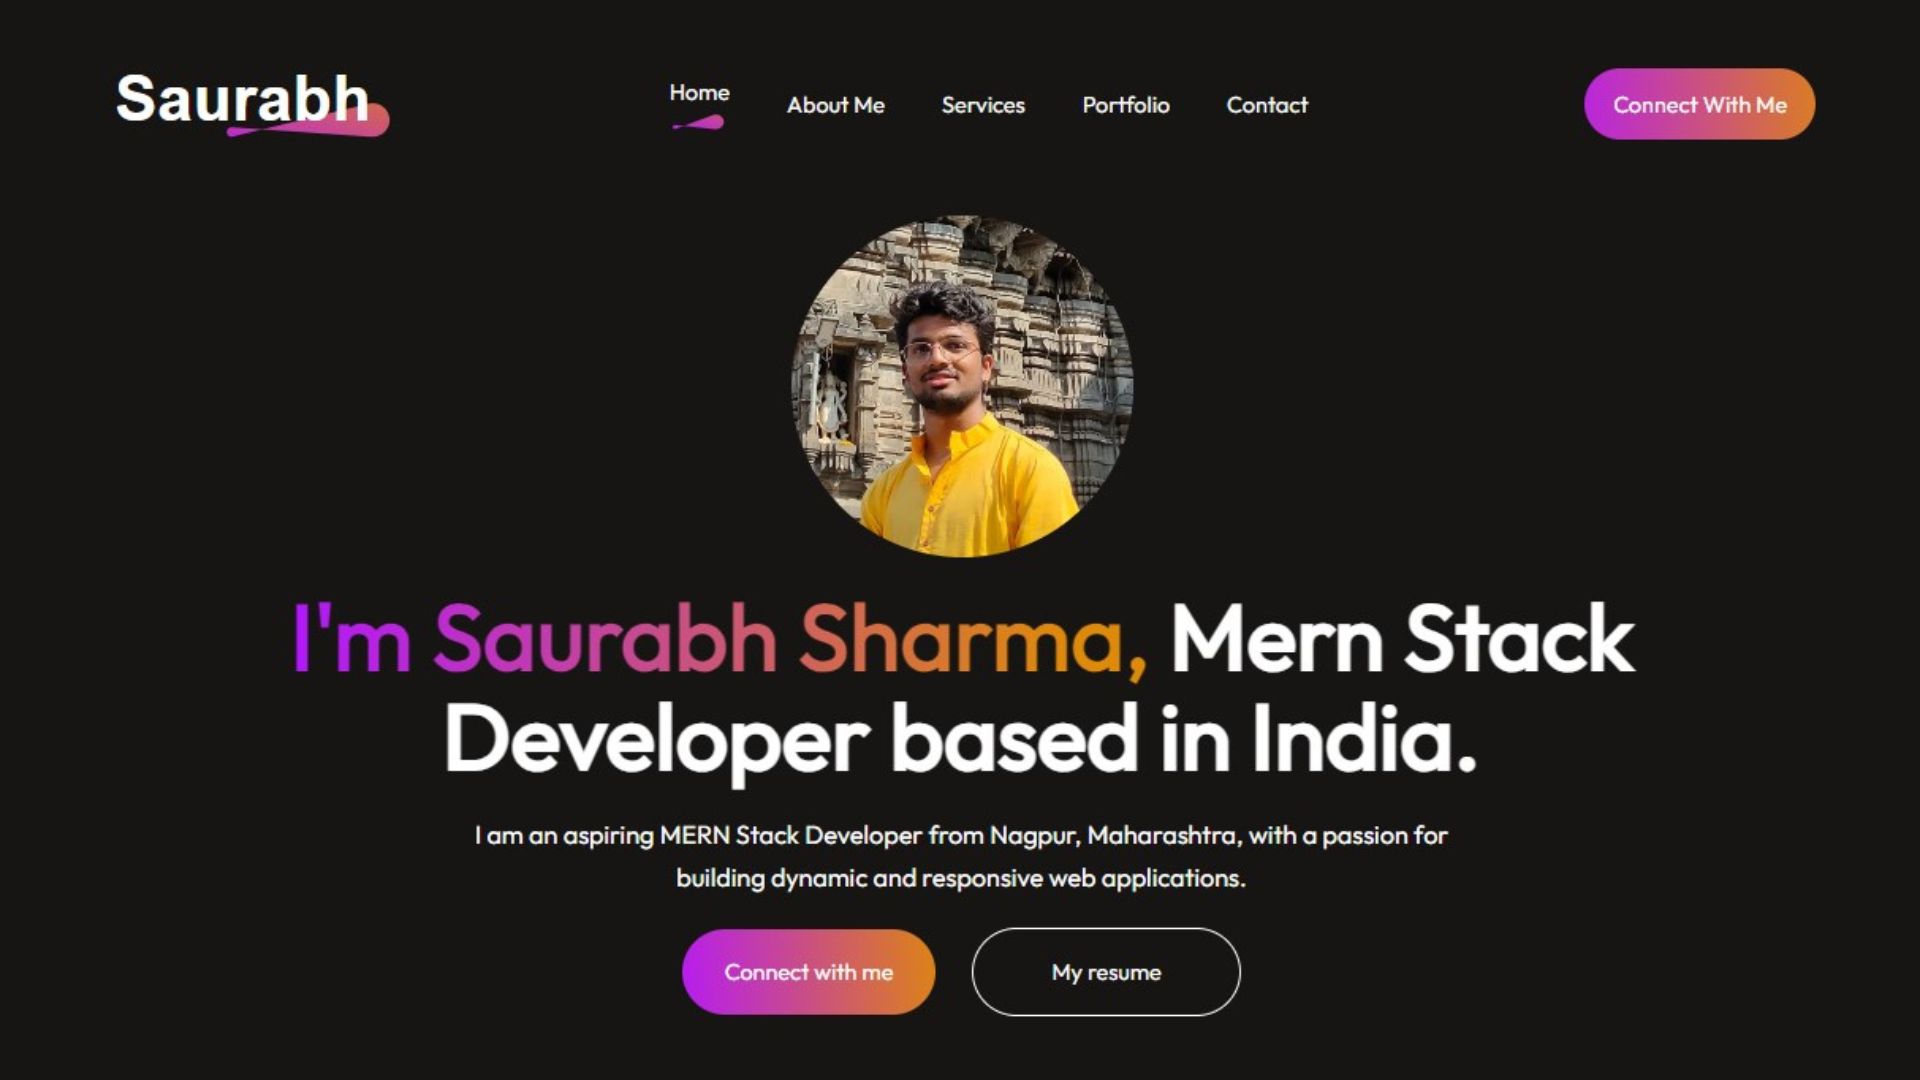 Saurabh
Home
About Me
Services
Portfolio
Contact
Connect With Me
I'm Saurabh Sharma, Mern Stack
Developer based in India.
I am an aspiring MERN Stack Developer from Nagpur, Maharashtra, with a passion for
building dynamic and responsive web applications.
Connect with me
My resume